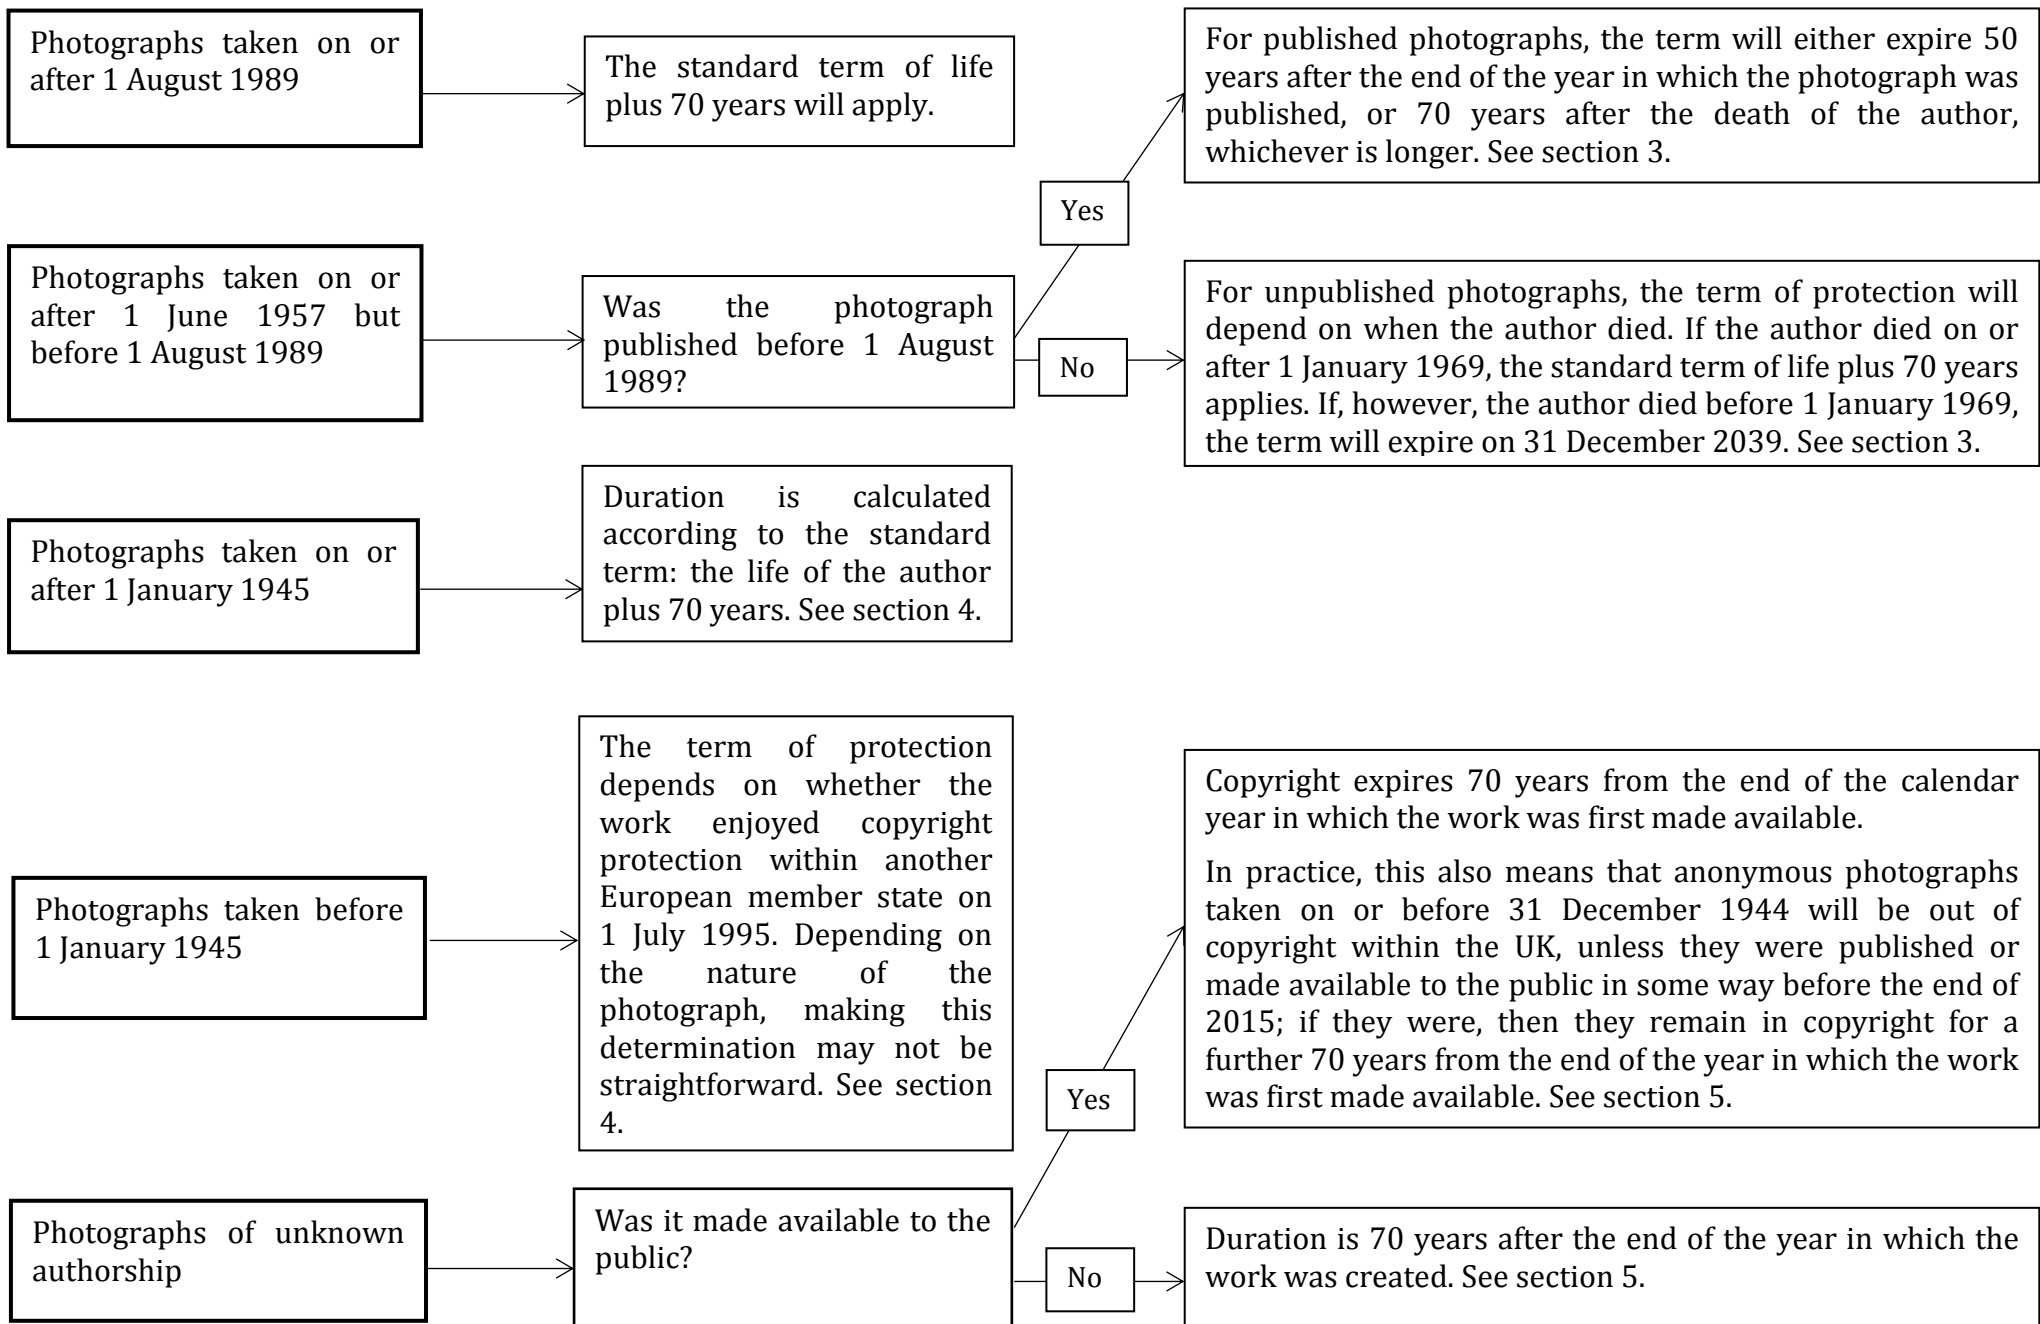 Photographs taken on or
after 1 August 1989
The standard term of life
plus 70 years will apply.
For published photographs, the term will either expire 50
years after the end of the year in which the photograph was
published, or 70 years after the death of the author,
whichever is longer. See section 3.
Yes
Photographs taken on or
after 1 June 1957 but
before 1 August 1989
Was the photograph
published before 1 August
1989?
No
For unpublished photographs, the term of protection will
depend on when the author died. If the author died on or
after 1 January 1969, the standard term of life plus 70 years
applies. If, however, the author died before 1 January 1969,
the term will expire on 31 December 2039. See section 3.
Photographs taken on or
after 1 January 1945
Duration is calculated
according to the standard
term: the life of the author
plus 70 years. See section 4.
Photographs taken before
1 January 1945
The term of protection
depends on whether the
work enjoyed copyright
protection within another
European member state on
1 July 1995. Depending on
the nature of the
photograph, making this
determination may not be
straightforward. See section
4.
Photographs of unknown
authorship
Was it made available to the
public?
Yes
Copyright expires 70 years from the end of the calendar
year in which the work was first made available.
In practice, this also means that anonymous photographs
taken on or before 31 December 1944 will be out of
copyright within the UK, unless they were published or
made available to the public in some way before the end of
2015; if they were, then they remain in copyright for a
further 70 years from the end of the year in which the work
was first made available. See section 5.
No
Duration is 70 years after the end of the year in which the
work was created. See section 5.